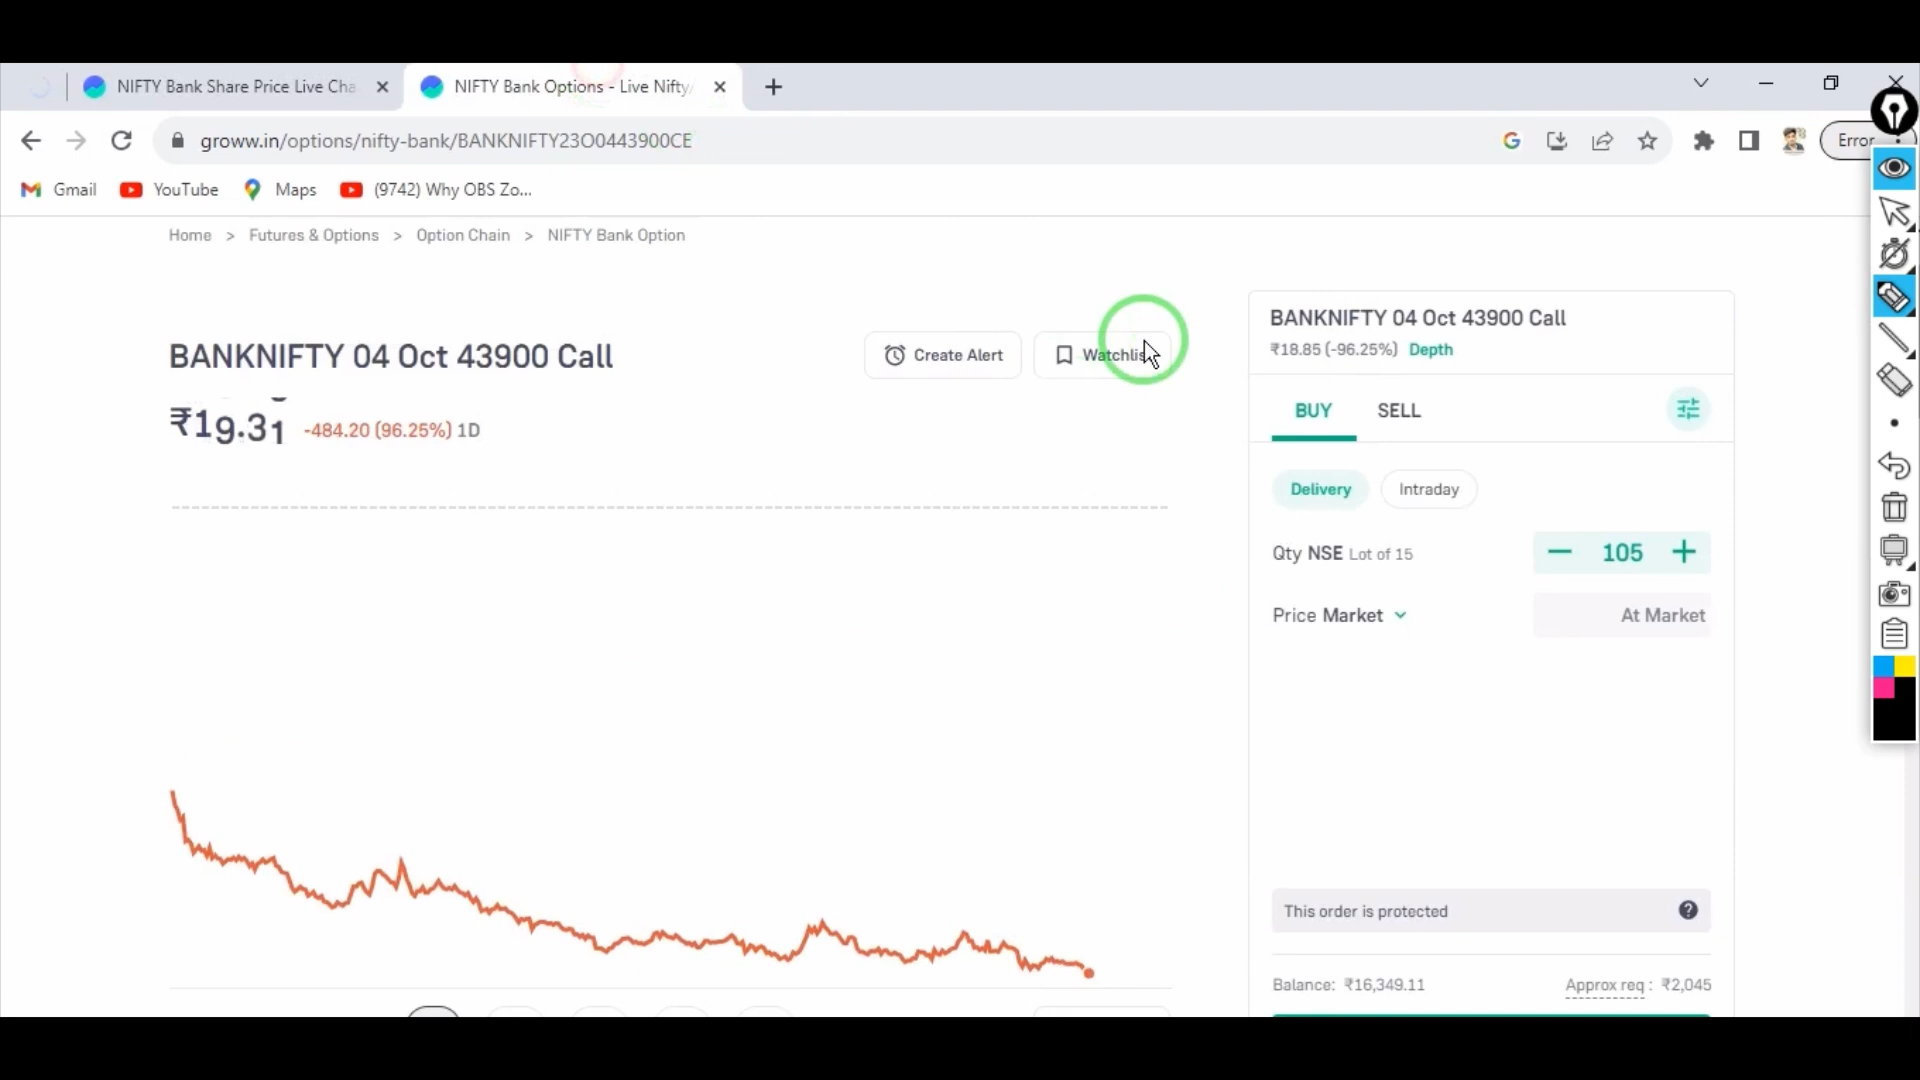 NIFTY Bank Share Price Live Cha
NIFTY Bank Options - Live Nifty/
groww.in/options/nifty-bank/BANKNIFTY23O0443900CE
Error
Gmail
YouTube
Maps
(9742) Why OBS Zo...
Home > Futures & Options > Option Chain > NIFTY Bank Option
BANKNIFTY 04 Oct 43900 Call
Create Alert
Watchlis
₹19.31 -484.20 (96.25%) 1D
BANKNIFTY 04 Oct 43900 Call
₹18.85 (-96.25%) Depth
BUY SELL
Delivery Intraday
Qty NSE Lot of 15
105
Price Market
At Market
This order is protected
Balance: ₹16,349.11
Approx req : ₹2,045